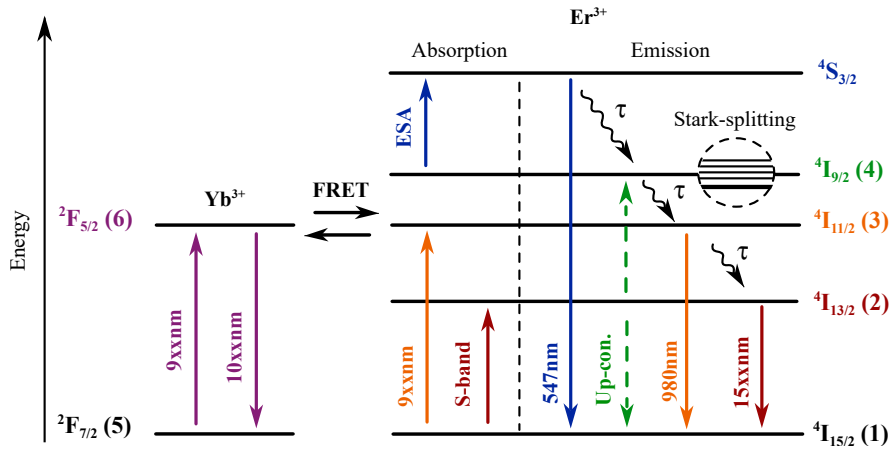 Er³⁺
Absorption
Emission
⁴S₃/₂
ESA
τ
Stark-splitting
⁴I₉/₂ (4)
Yb³⁺
FRET
τ
²F₅/₂ (6)
⁴I₁₁/₂ (3)
Energy
τ
⁴I₁₃/₂ (2)
9xxnm
10xxnm
9xxnm
S-band
547nm
Up-con.
980nm
15xxnm
²F₇/₂ (5)
⁴I₁₅/₂ (1)